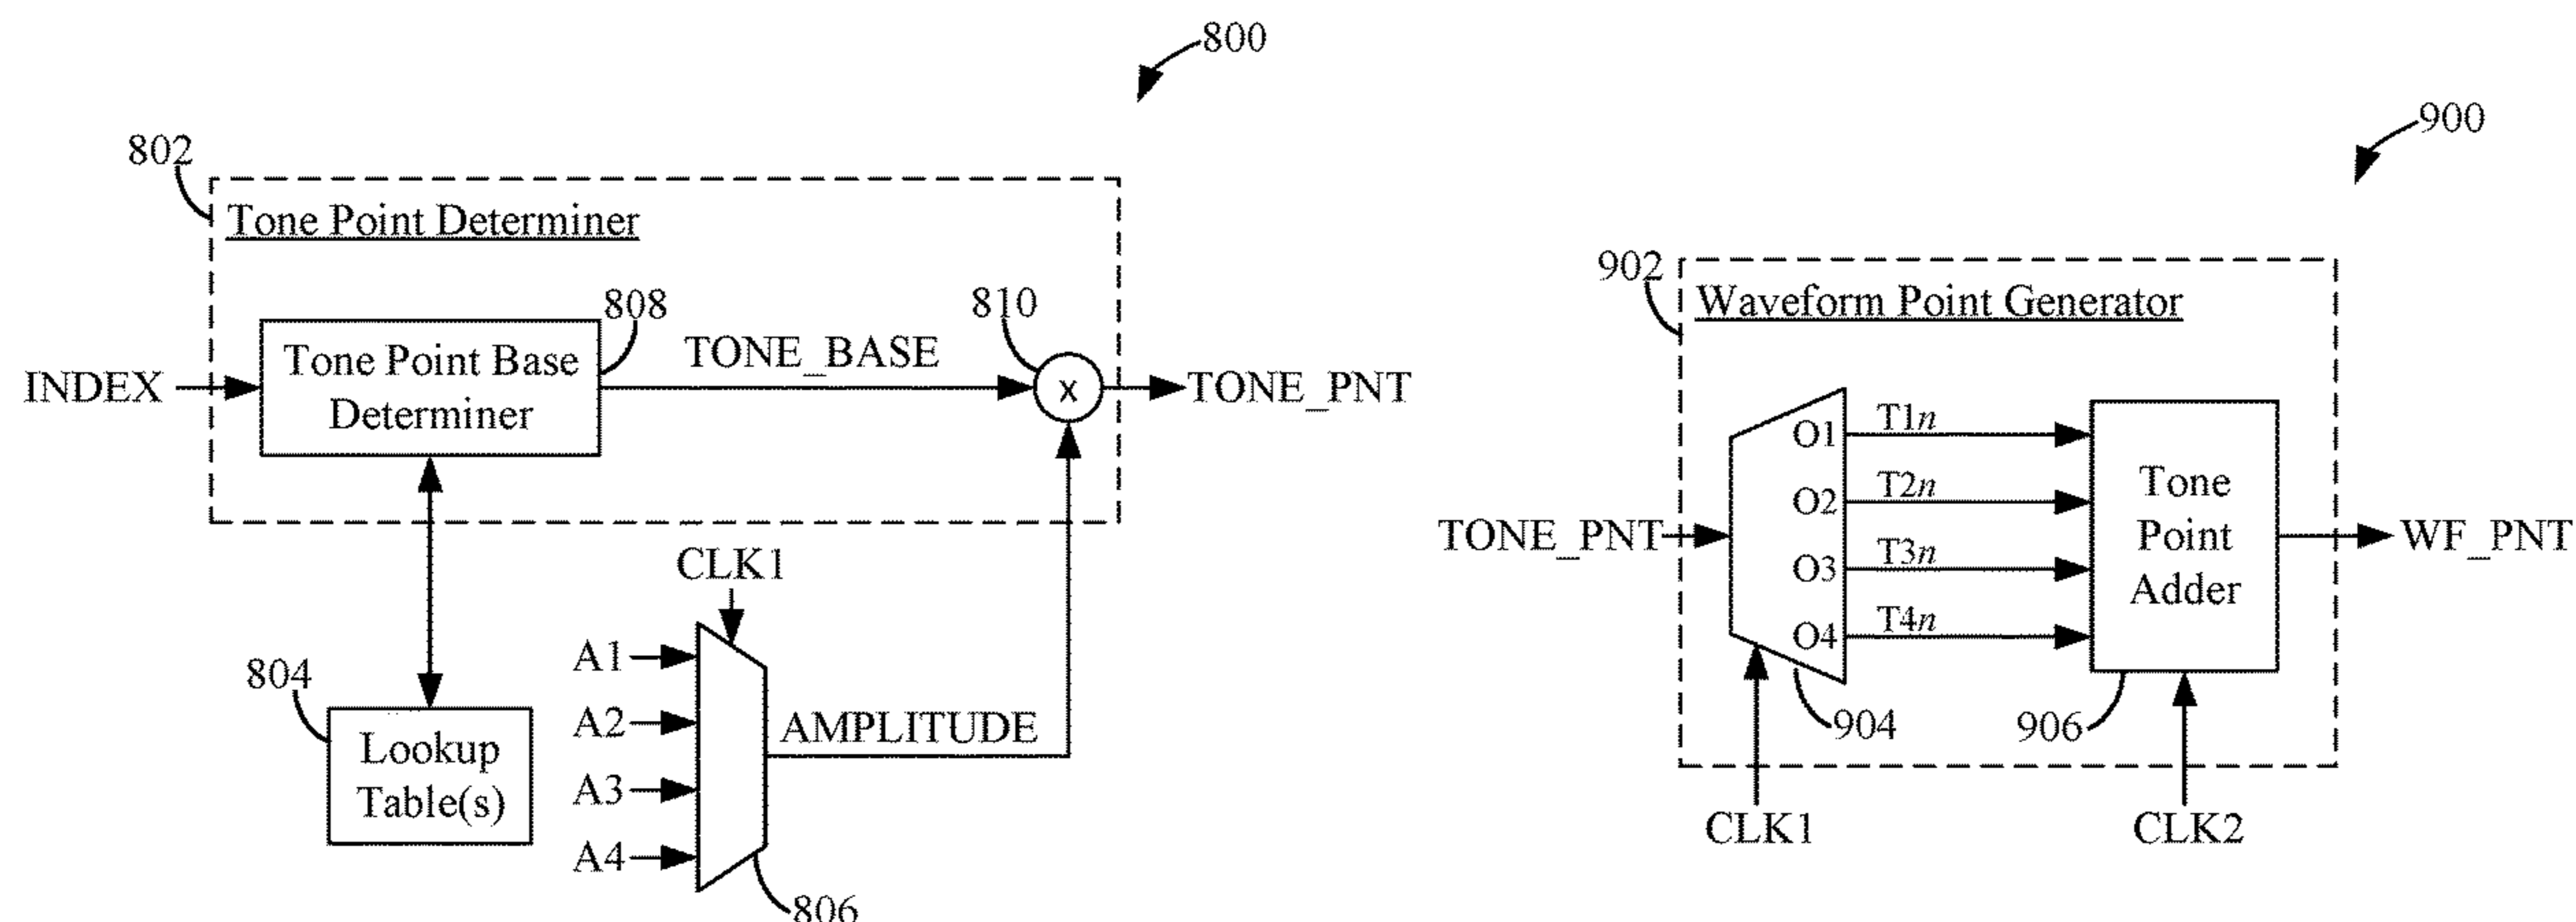 800
802
Tone Point Determiner
808
810
INDEX
Tone Point Base
Determiner
TONE_BASE
x
TONE_PNT
CLK1
804
Lookup
Table(s)
A1
A2
A3
A4
AMPLITUDE
806
900
902
Waveform Point Generator
TONE_PNT
O1
O2
O3
O4
T1n
T2n
T3n
T4n
Tone
Point
Adder
WF_PNT
904
906
CLK1
CLK2